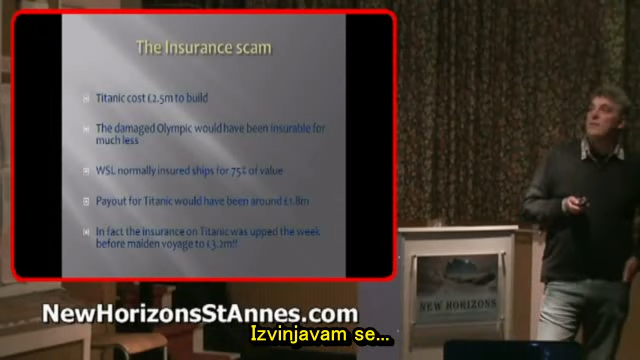 The Insurance scam
Titanic cost £2.5m to build
The damaged Olympic would have been insurable for
much less
WSL normally insured ships for 75% of value
Payout for Titanic would have been around £1.8m
In fact the insurance on Titanic was upped the week
before maiden voyage to £3.2m!!
NEW HORIZONS
NewHorizonsStAnnes.com
Izvinjavam se...